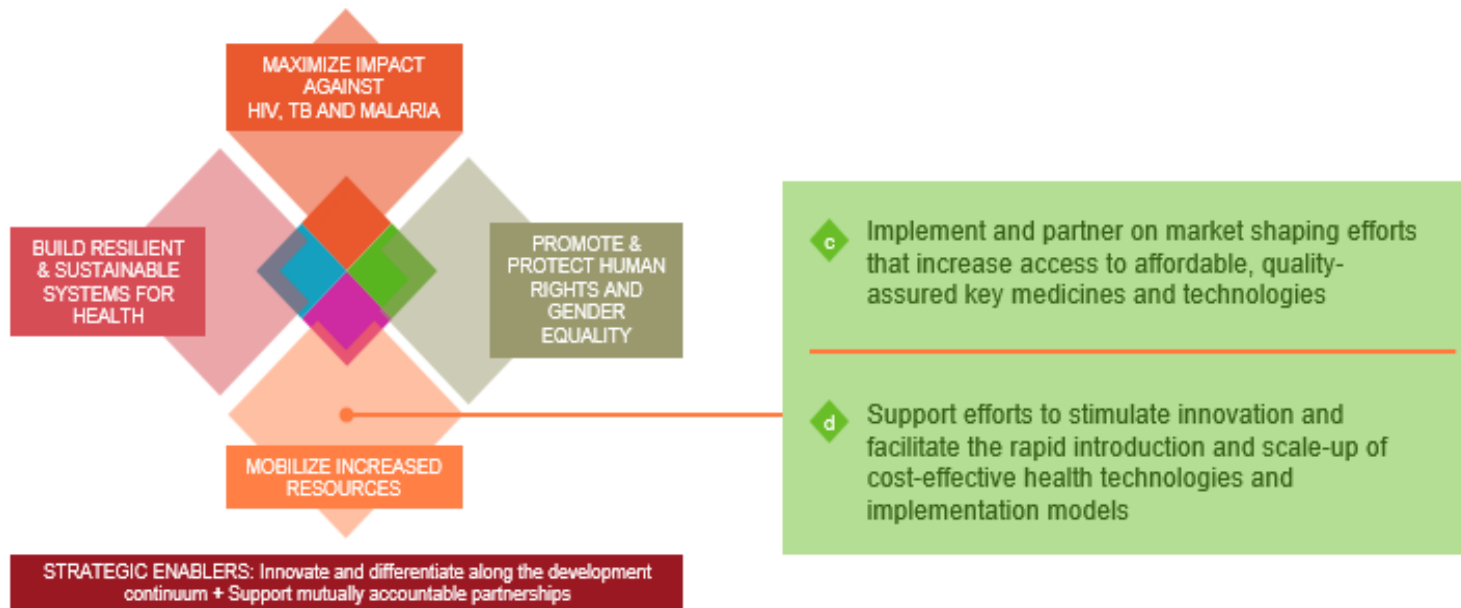 MAXIMIZE IMPACT
AGAINST
HIV, TB AND MALARIA
BUILD RESILIENT
& SUSTAINABLE
SYSTEMS FOR
HEALTH
PROMOTE &
PROTECT HUMAN
RIGHTS AND
GENDER
EQUALITY
MOBILIZE INCREASED
RESOURCES
STRATEGIC ENABLERS: Innovate and differentiate along the development
continuum + Support mutually accountable partnerships
c Implement and partner on market shaping efforts
that increase access to affordable, quality-
assured key medicines and technologies
d Support efforts to stimulate innovation and
facilitate the rapid introduction and scale-up of
cost-effective health technologies and
implementation models